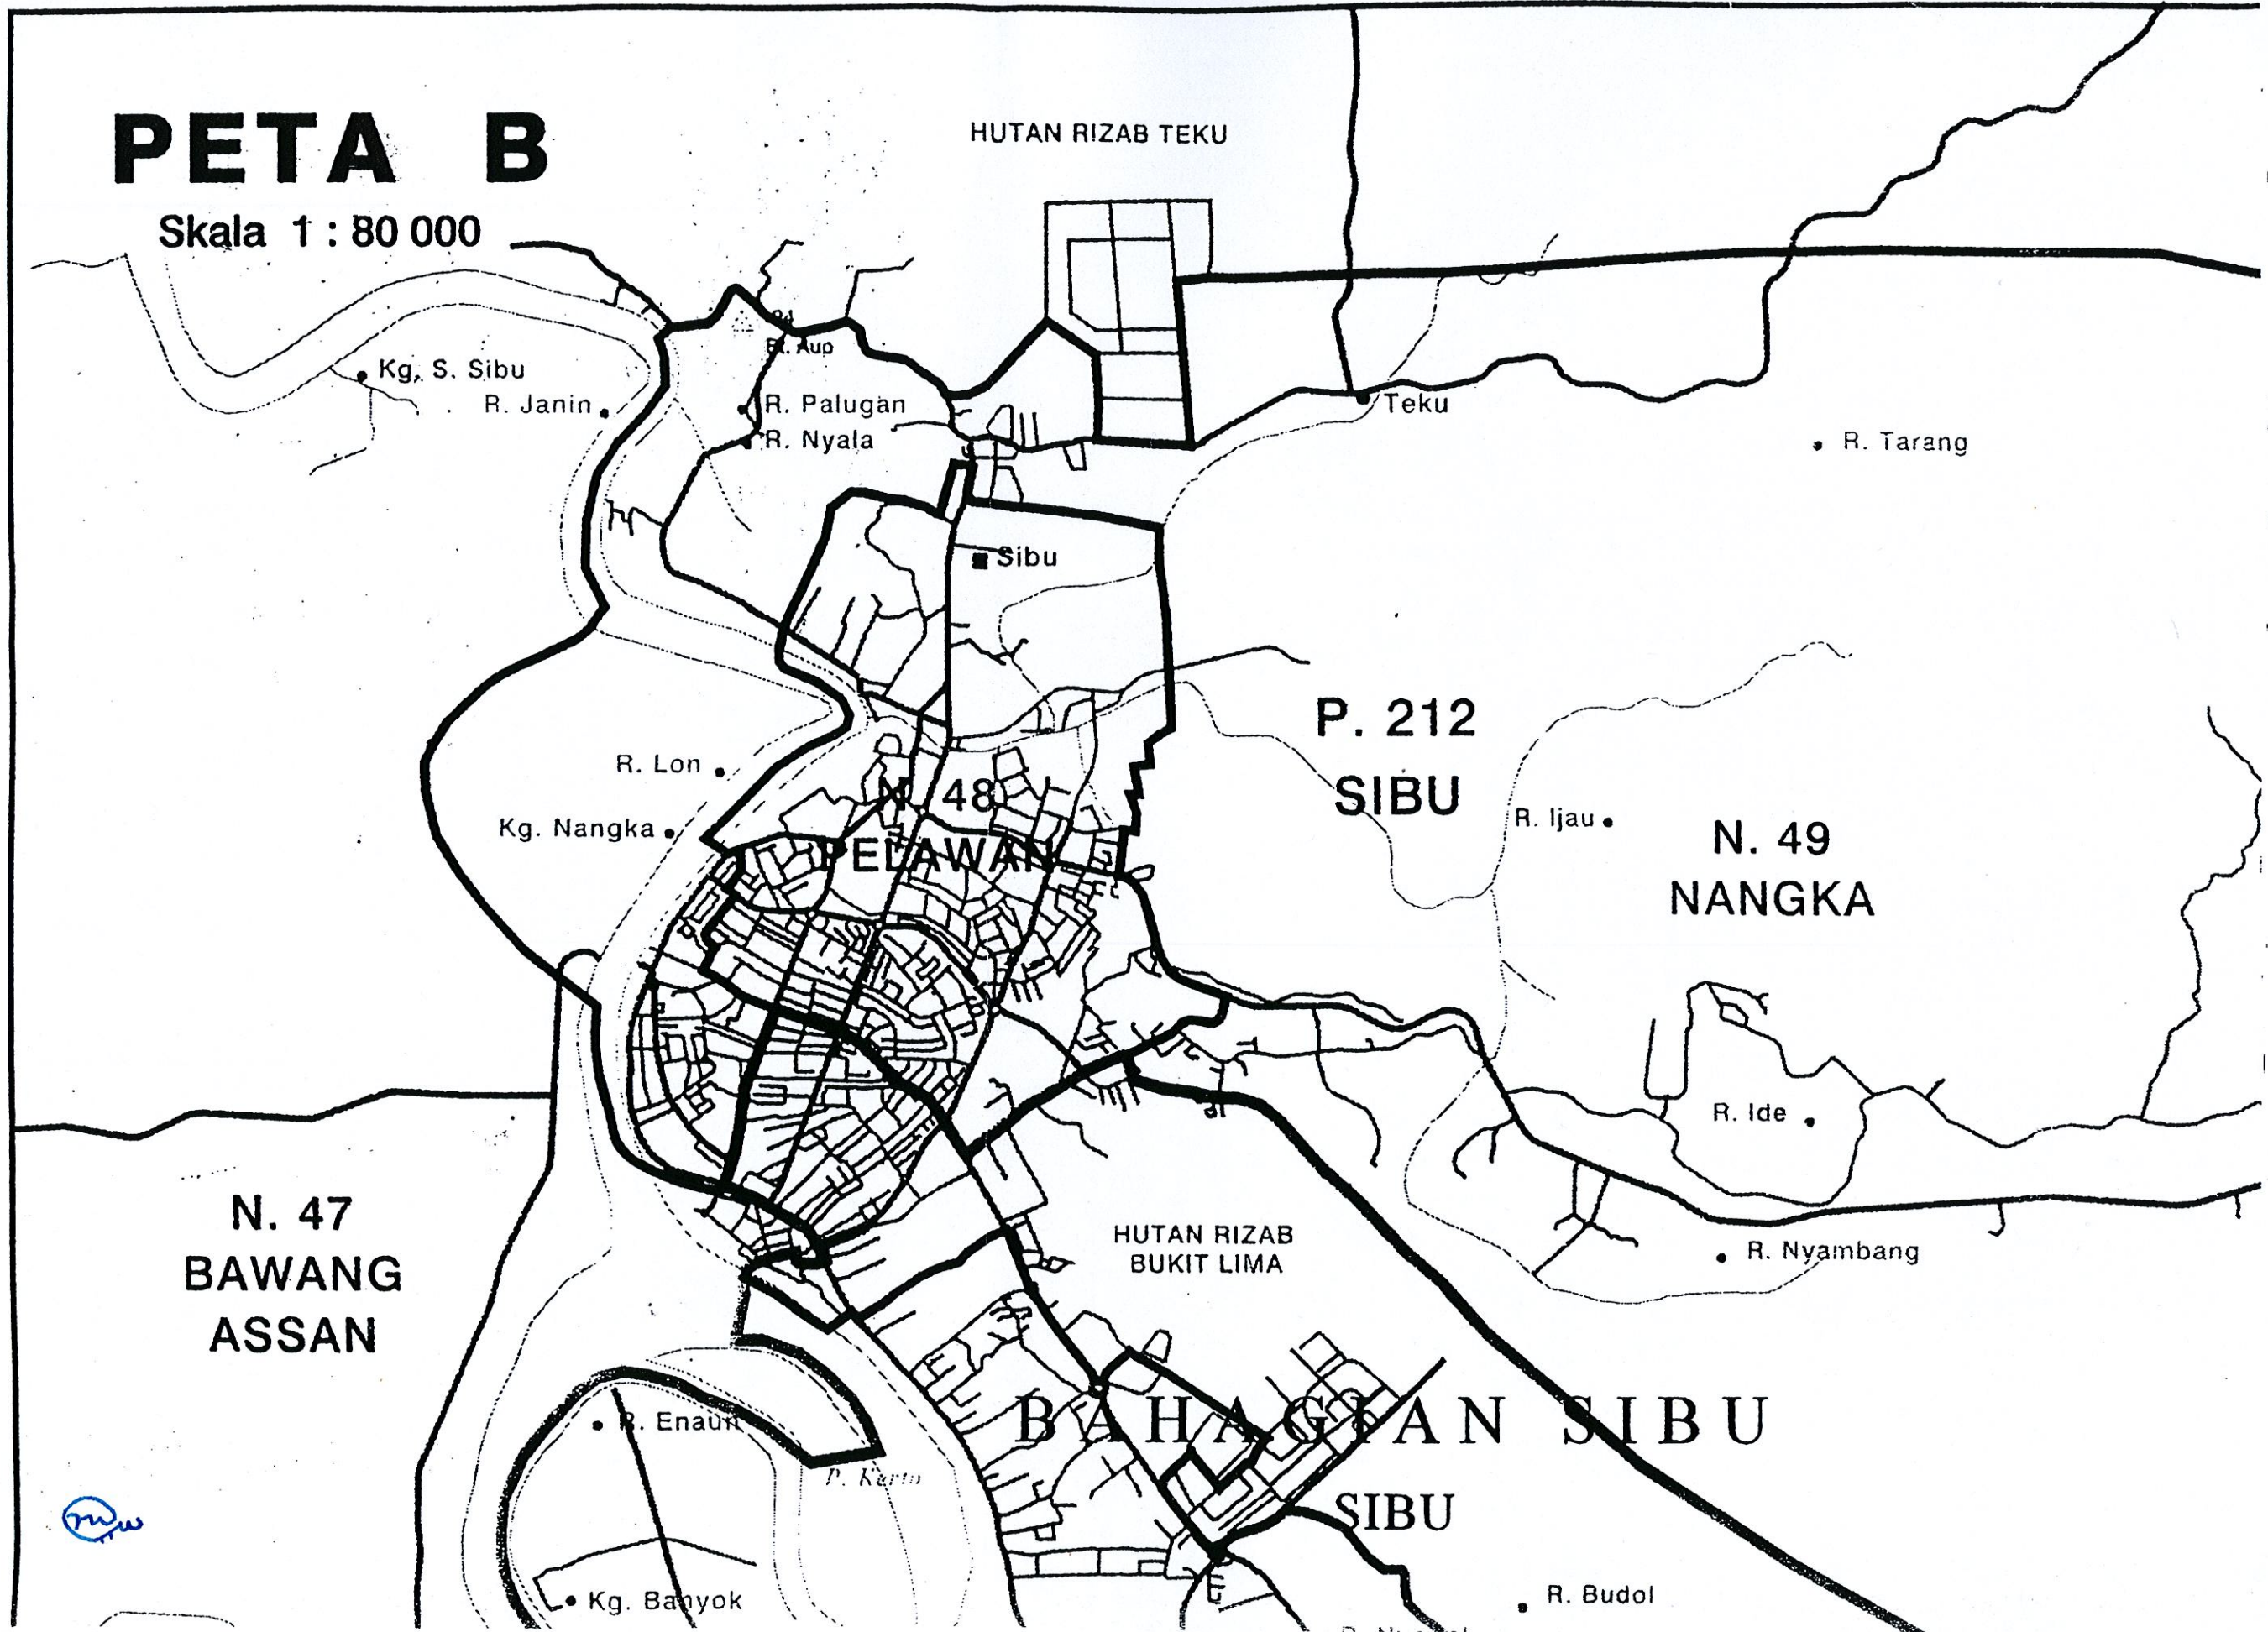 PETA B
Skala 1 : 80 000
HUTAN RIZAB TEKU
Bt. Aup
Kg. S. Sibu
R. Janin
R. Palugan
R. Nyala
Teku
R. Tarang
Sibu
P. 212
SIBU
R. Lon
Kg. Nangka
N. 48
PELAWAN
R. Ijau
N. 49
NANGKA
R. Ide
N. 47
BAWANG
ASSAN
HUTAN RIZAB
BUKIT LIMA
R. Nyambang
R. Enaun
P. Kerto
BAHAGIAN SIBU
SIBU
Kg. Banyok
R. Budol